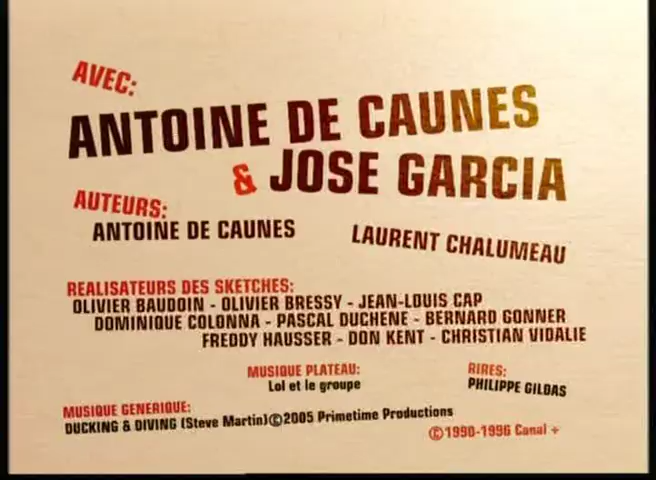 AVEC:
ANTOINE DE CAUNES
& JOSE GARCIA
AUTEURS:
ANTOINE DE CAUNES LAURENT CHALUMEAU
REALISATEURS DES SKETCHES:
OLIVIER BAUDOIN - OLIVIER BRESSY - JEAN-LOUIS CAP
DOMINIQUE COLONNA - PASCAL DUCHENE - BERNARD GONNER
FREDDY HAUSSER - DON KENT - CHRISTIAN VIDALIE
MUSIQUE PLATEAU:
Lol et le groupe
RIRES:
PHILIPPE GILDAS
MUSIQUE GENERIQUE:
DUCKING & DIVING (Steve Martin)©2005 Primetime Productions
©1990-1996 Canal +